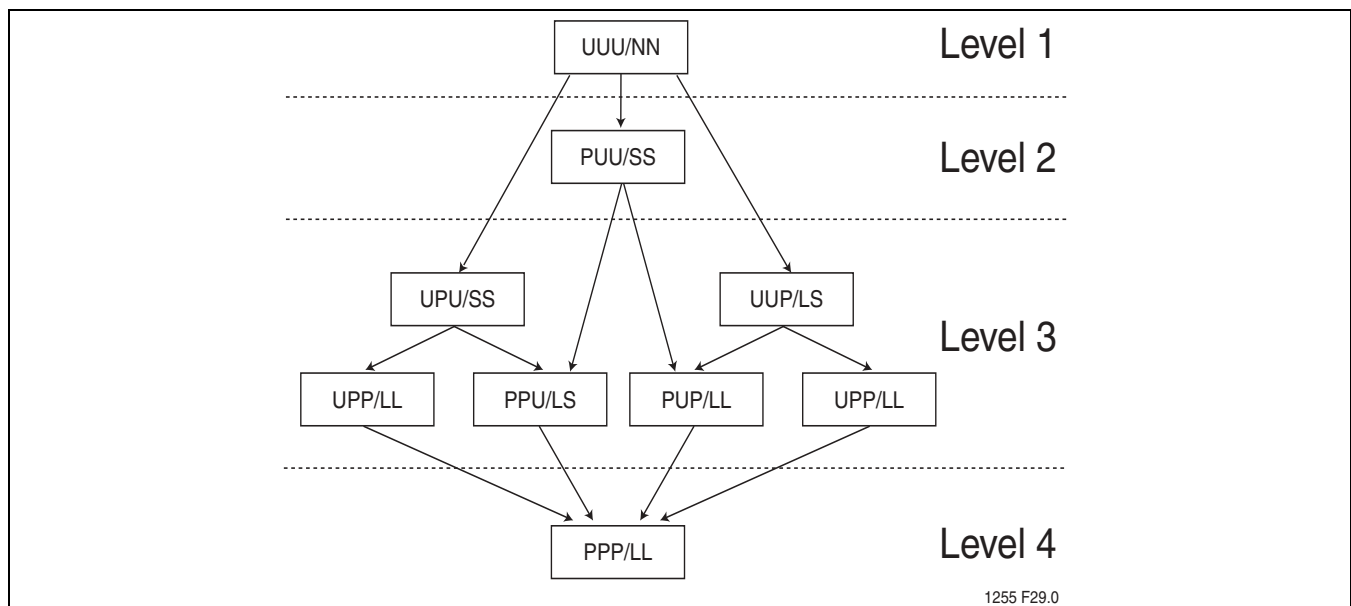 UUU/NN
Level 1
PUU/SS
Level 2
UPU/SS
UUP/LS
Level 3
UPP/LL
PPU/LS
PUP/LL
UPP/LL
PPP/LL
Level 4
1255 F29.0